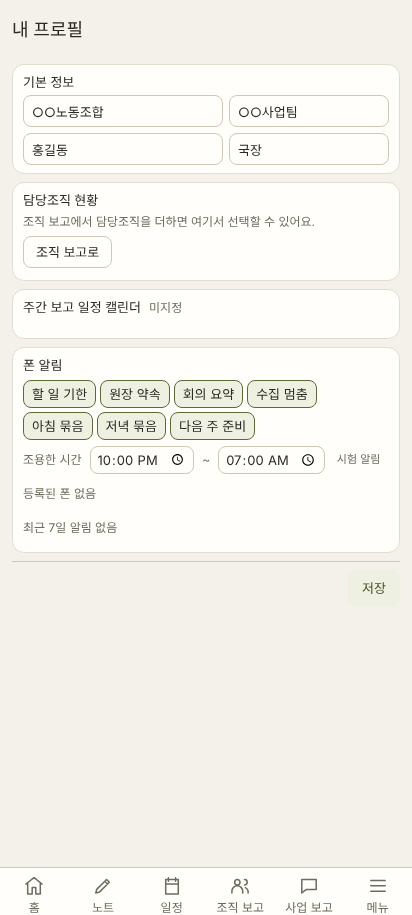 내 프로필
기본 정보
○○노동조합 ○○사업팀
홍길동 국장
담당조직 현황
조직 보고에서 담당조직을 더하면 여기서 선택할 수 있어요.
조직 보고로
주간 보고 일정 캘린더 미지정
폰 알림
할 일 기한 원장 약속 회의 요약 수집 멈춤
아침 묶음 저녁 묶음 다음 주 준비
조용한 시간 10:00 PM ~ 07:00 AM 시험 알림
등록된 폰 없음
최근 7일 알림 없음
저장
홈 노트 일정 조직 보고 사업 보고 메뉴